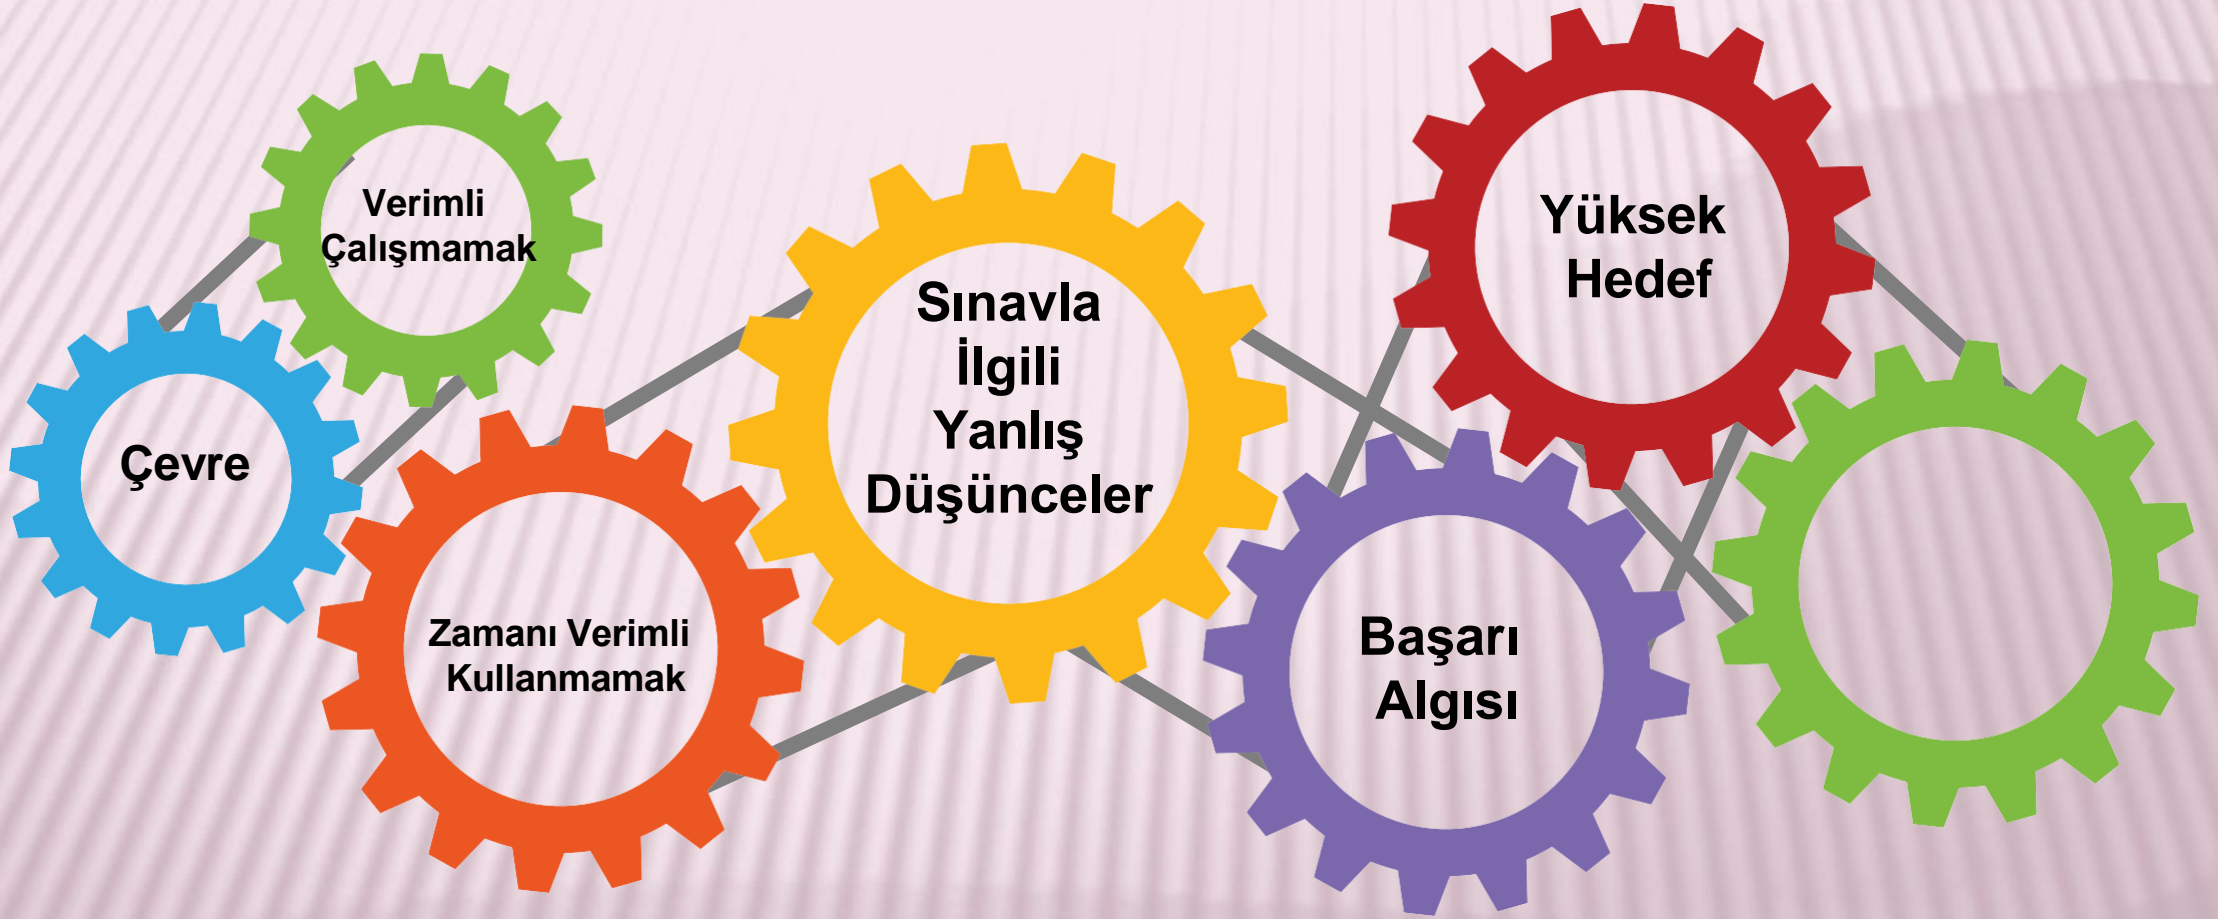 Verimli
Çalışmamak
Çevre
Zamanı Verimli
Kullanmamak
Sınavla
İlgili
Yanlış
Düşünceler
Yüksek
Hedef
Başarı
Algısı